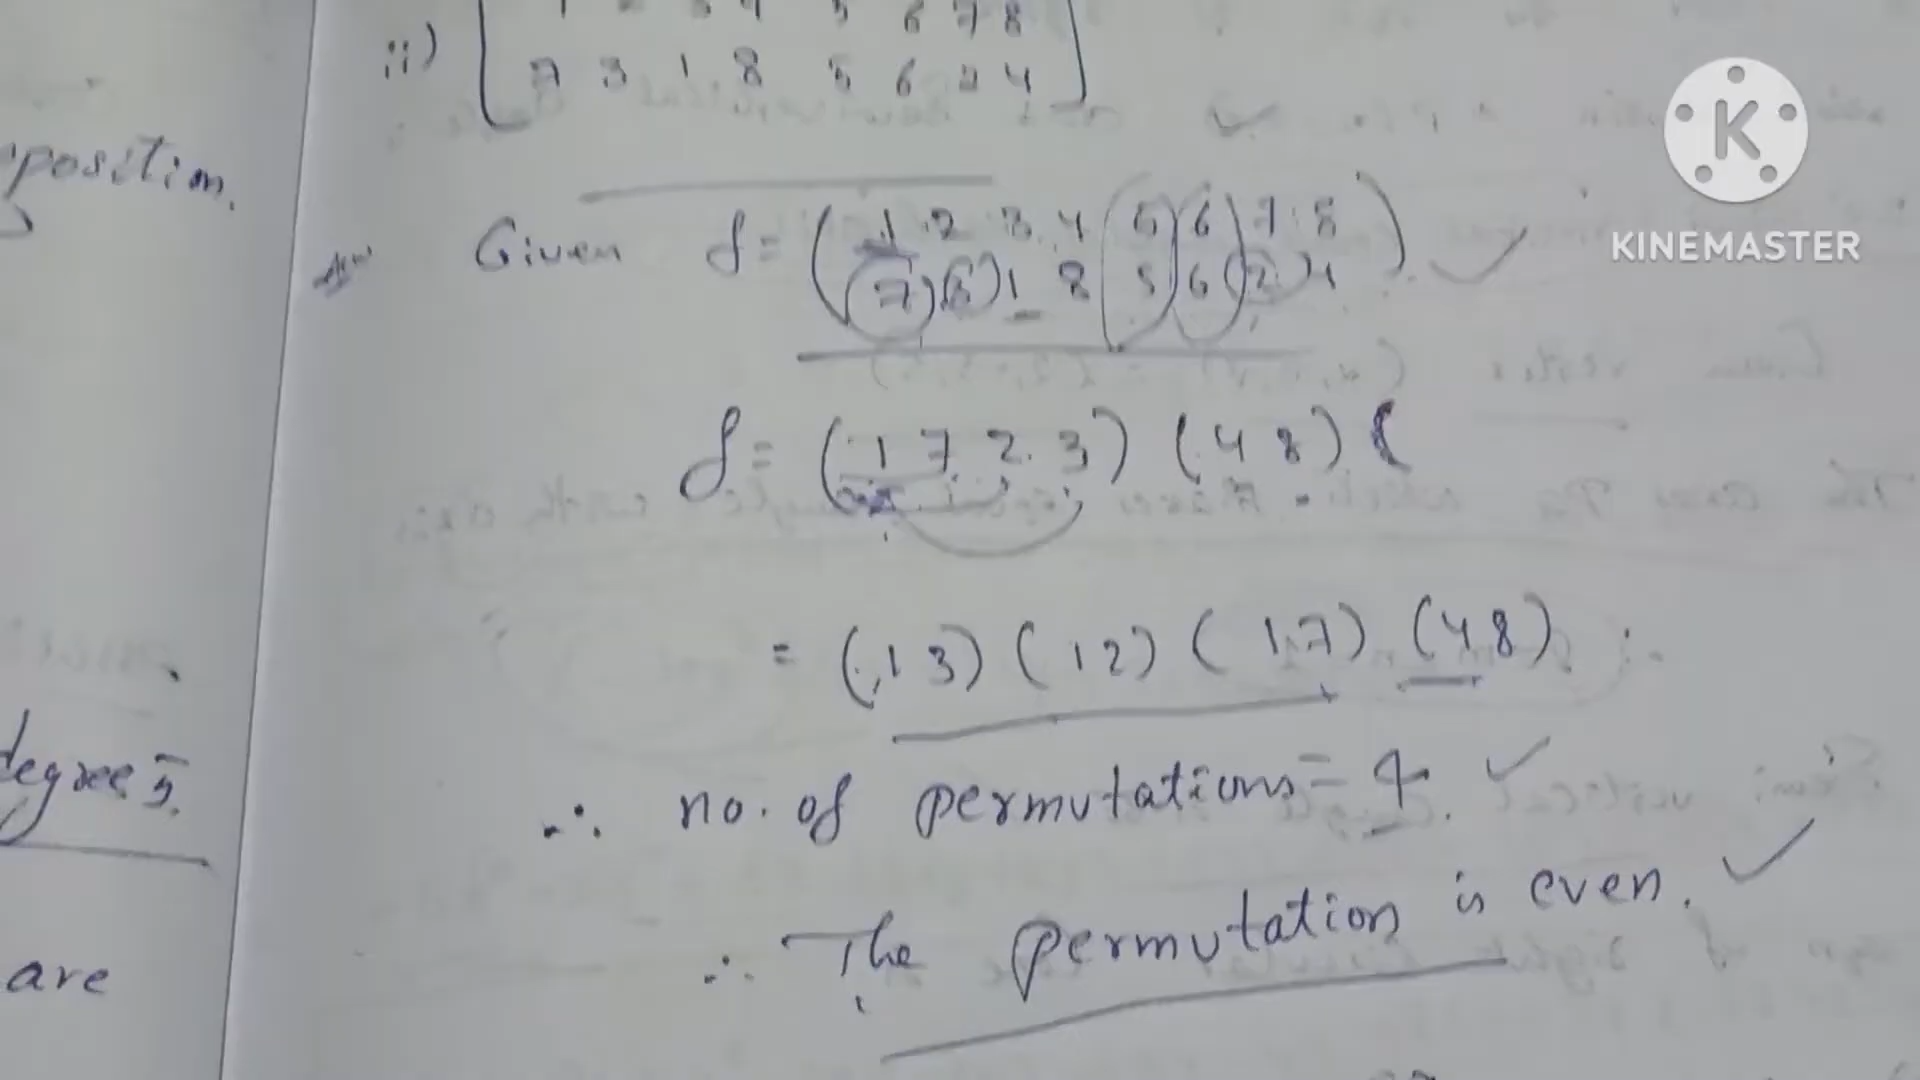 1 2 3 4 5 6 7 8
ii) [ 7 3 1 8 5 6 2 4 ]
position.
Given f = ( 1 2 3 4 5 6 7 8
7 3 1 8 5 6 2 4 )
f = ( 1 7 2 3 ) ( 4 8 ) (
= ( 1 3 ) ( 1 2 ) ( 1 7 ) ( 4 8 )
degree 5.
∴ no. of permutations = 4.
∴ The permutation is even.
are
K
KINEMASTER